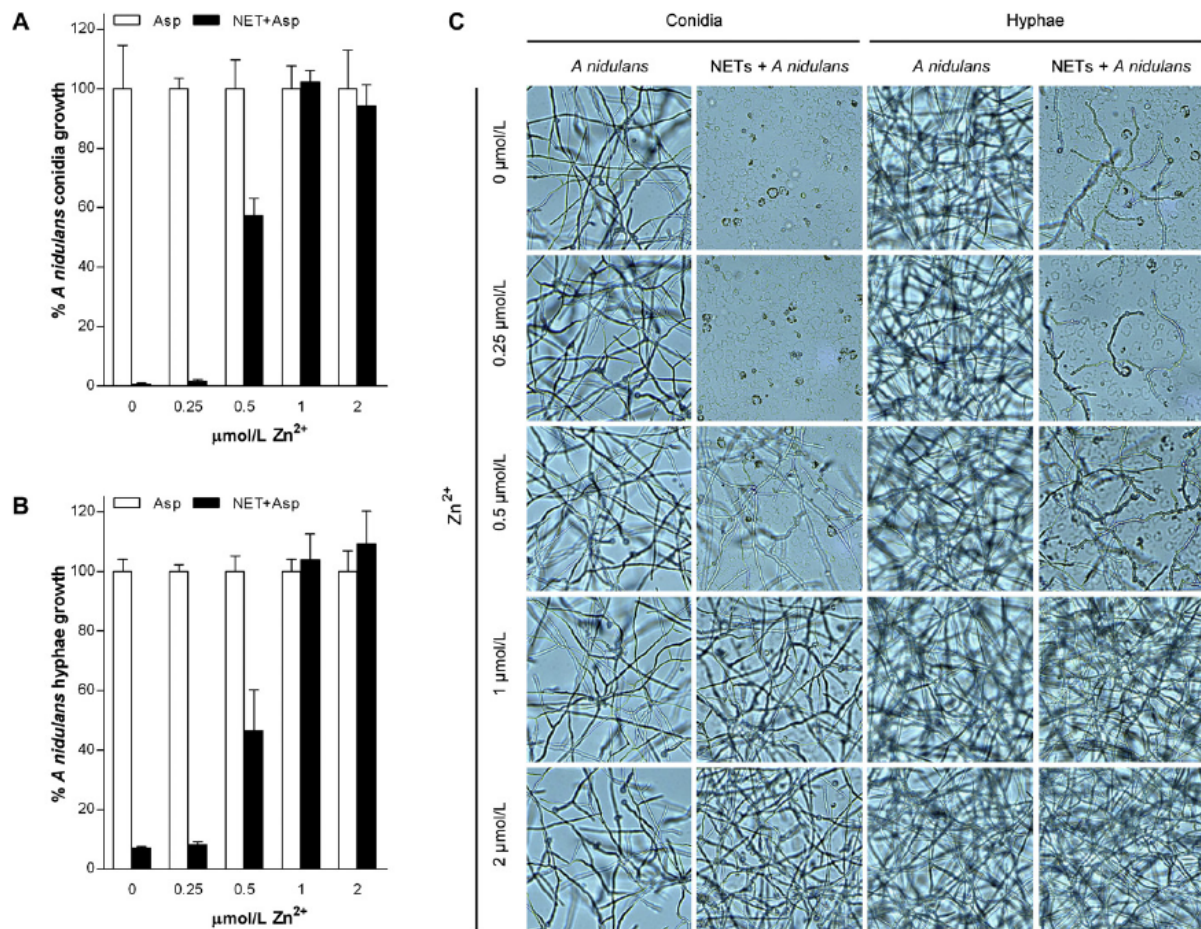 A
Asp NET+Asp
% A nidulans conidia growth
120
100
80
60
40
20
0
0 0.25 0.5 1 2
µmol/L Zn²⁺
B
Asp NET+Asp
% A nidulans hyphae growth
120
100
80
60
40
20
0
0 0.25 0.5 1 2
µmol/L Zn²⁺
C
Conidia Hyphae
A nidulans NETs + A nidulans A nidulans NETs + A nidulans
Zn²⁺
0 µmol/L
0.25 µmol/L
0.5 µmol/L
1 µmol/L
2 µmol/L